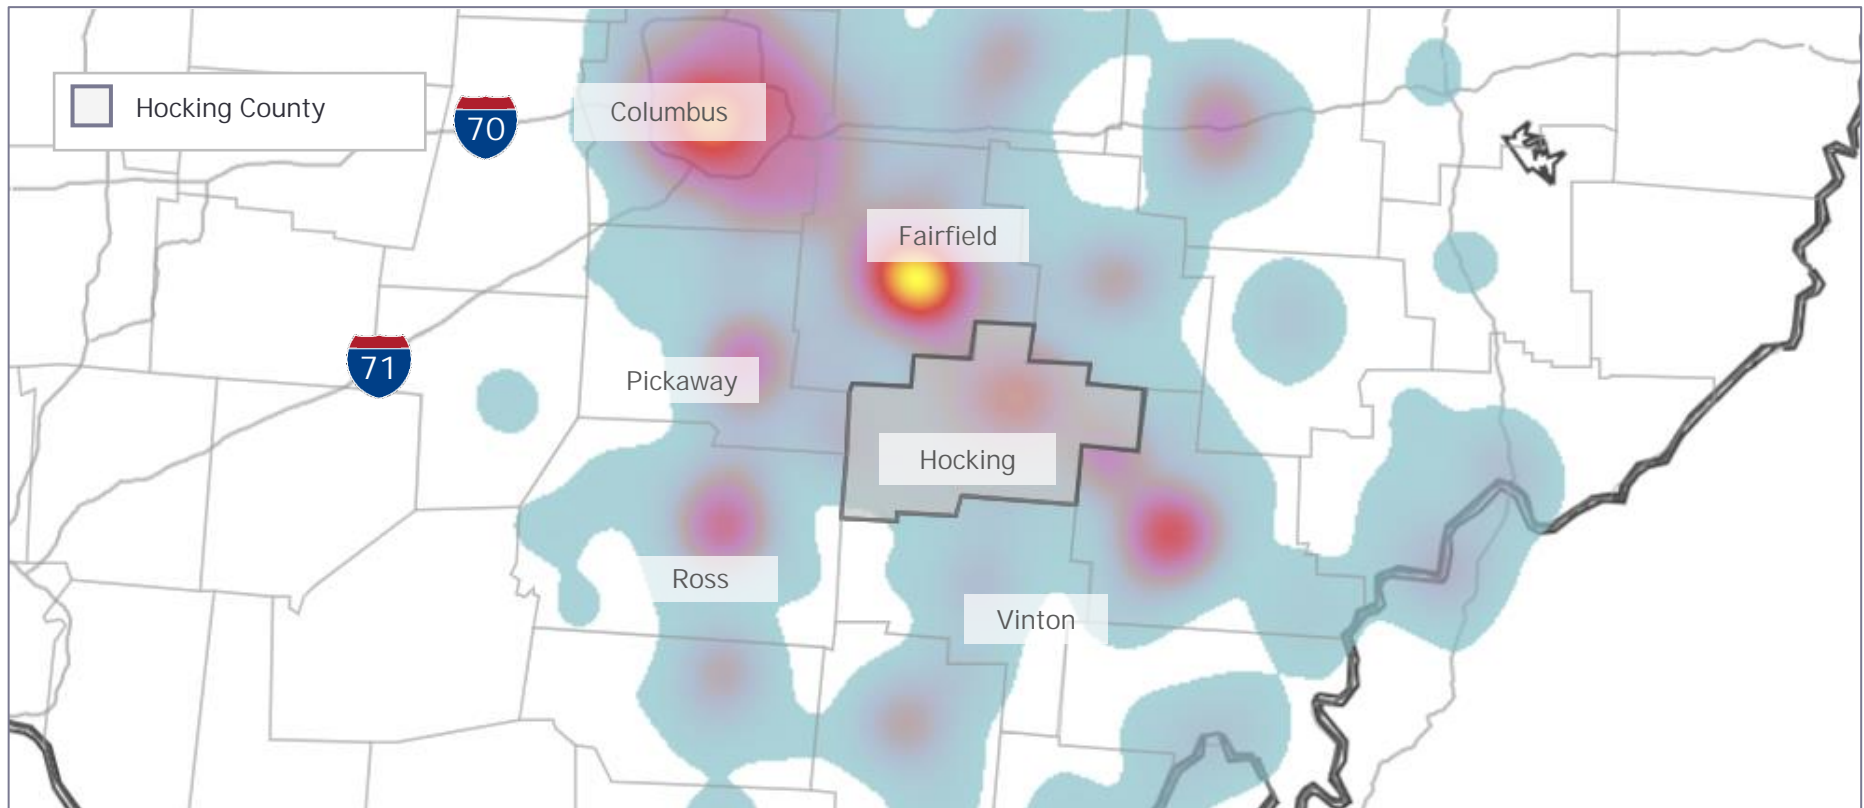 Hocking County
70
Columbus
Fairfield
71
Pickaway
Hocking
Ross
Vinton